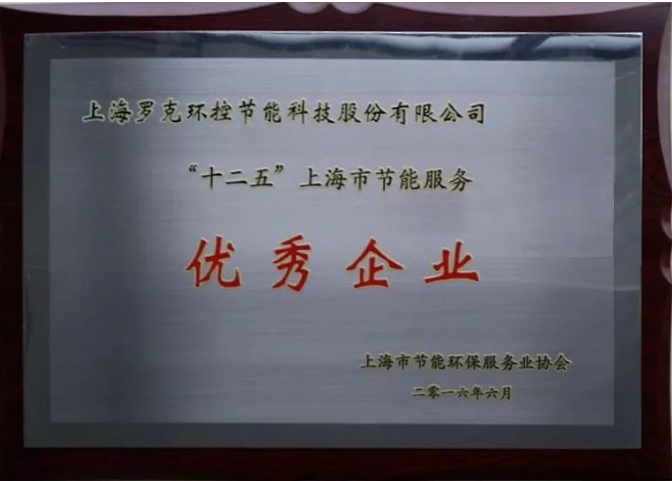 上海罗克环控节能科技股份有限公司
“十二五”上海市节能服务
优秀企业
上海市节能环保服务业协会
二零一六年六月